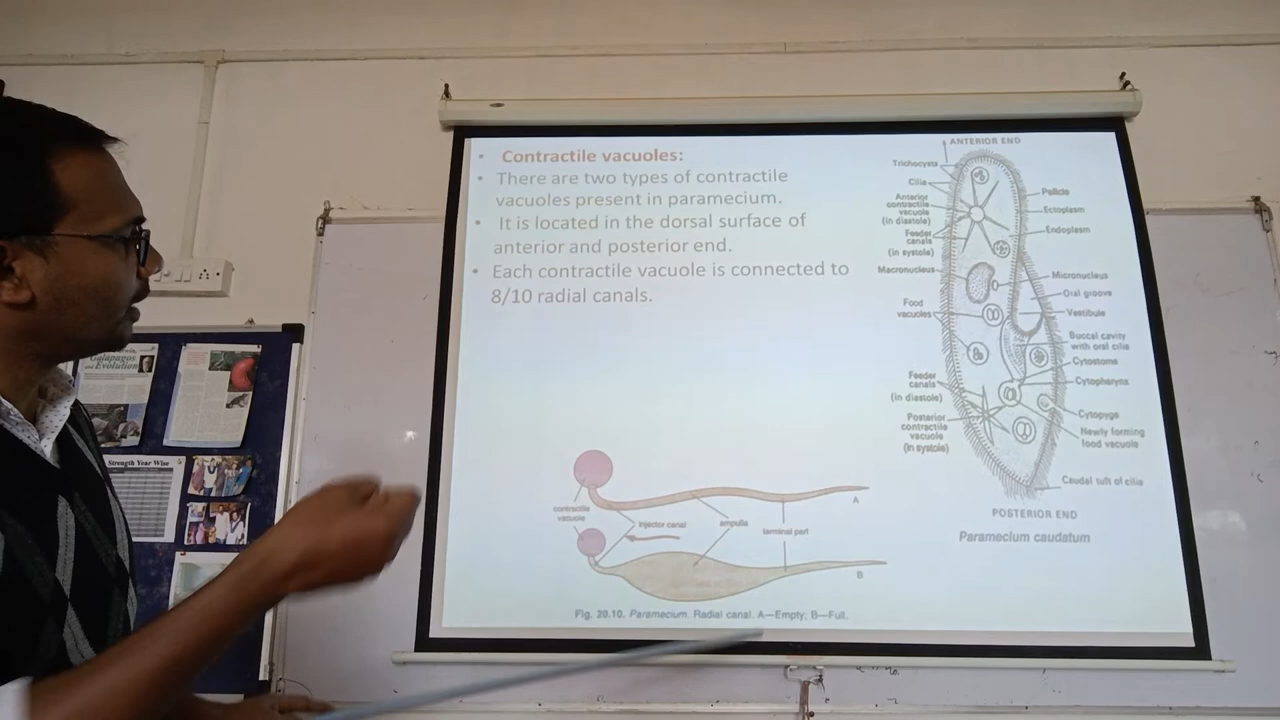 • Contractile vacuoles:
• There are two types of contractile
vacuoles present in paramecium.
• It is located in the dorsal surface of
anterior and posterior end.
• Each contractile vacuole is connected to
8/10 radial canals.
contractile
vacuole
injector canal
ampulla
terminal part
A
B
Fig. 20.10. Paramecium. Radial canal. A—Empty; B—Full.
ANTERIOR END
Trichocysts
Cilia
Anterior
contractile
vacuole
(in diastole)
Feeder
canals
(in systole)
Macronucleus
Food
vacuoles
Feeder
canals
(in diastole)
Posterior
contractile
vacuole
(in systole)
Pellicle
Ectoplasm
Endoplasm
Micronucleus
Oral groove
Vestibule
Buccal cavity
with oral cilia
Cytostome
Cytopharynx
Cytopyge
Newly forming
food vacuole
Caudal tuft of cilia
POSTERIOR END
Paramecium caudatum
Galapagos
and Evolution
Strength Year Wise